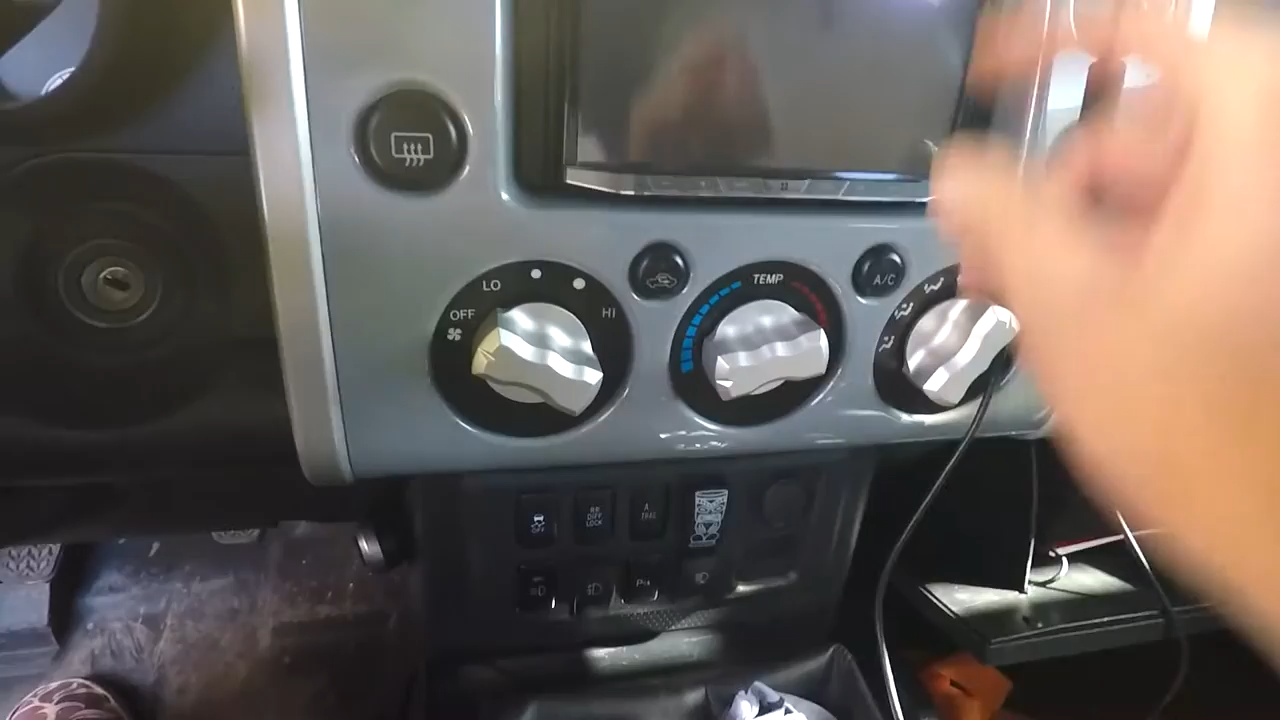 TEMP
LO
A/C
HI
OFF
RR
DIFF
LOCK
A
TRAC
OFF